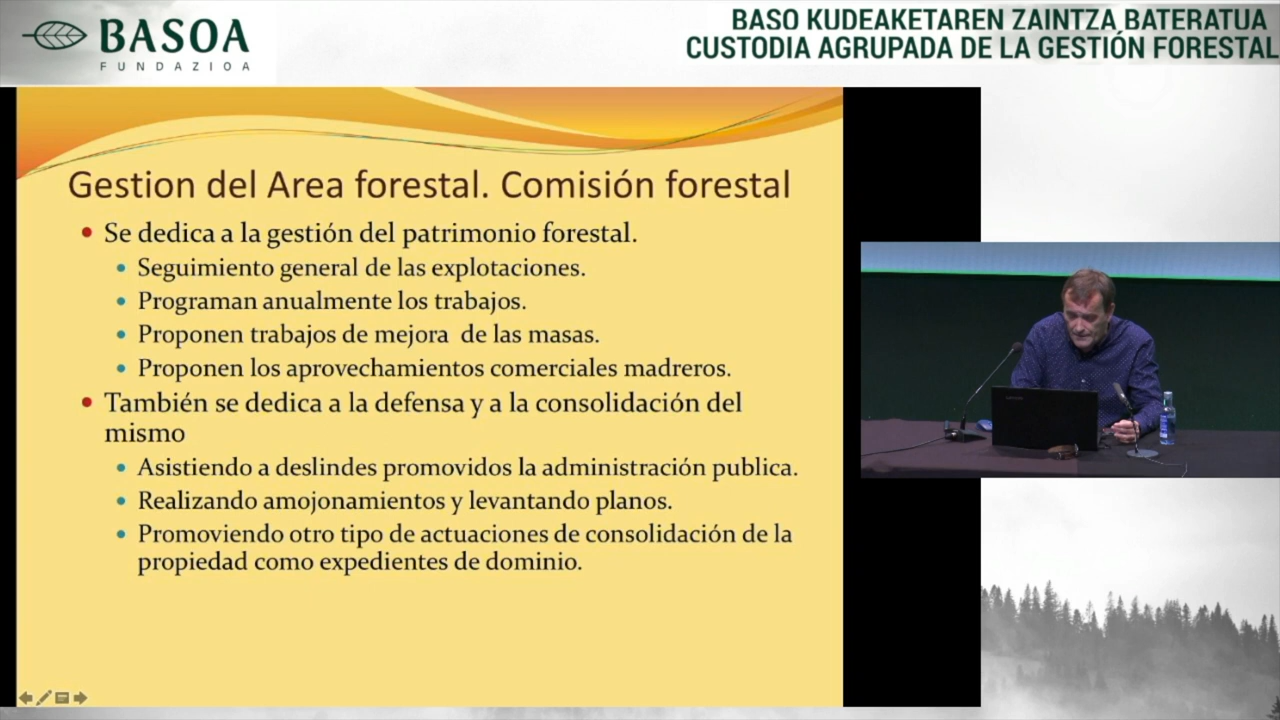 BASOA
FUNDAZIOA
BASO KUDEAKETAREN ZAINTZA BATERATUA
CUSTODIA AGRUPADA DE LA GESTIÓN FORESTAL
Gestion del Area forestal. Comisión forestal
• Se dedica a la gestión del patrimonio forestal.
• Seguimiento general de las explotaciones.
• Programan anualmente los trabajos.
• Proponen trabajos de mejora de las masas.
• Proponen los aprovechamientos comerciales madreros.
• También se dedica a la defensa y a la consolidación del
mismo
• Asistiendo a deslindes promovidos la administración publica.
• Realizando amojonamientos y levantando planos.
• Promoviendo otro tipo de actuaciones de consolidación de la
propiedad como expedientes de dominio.